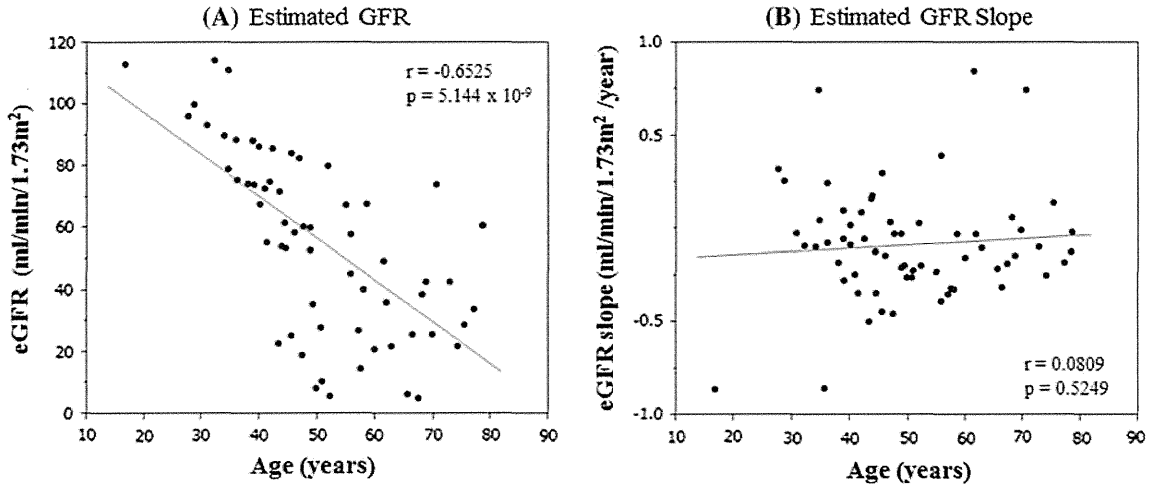 (A) Estimated GFR
eGFR (ml/min/1.73m²)
120
100
80
60
40
20
0
r = -0.6525
p = 5.144 x 10⁻⁹
10 20 30 40 50 60 70 80 90
Age (years)
(B) Estimated GFR Slope
eGFR slope (ml/min/1.73m² /year)
1.0
0.5
-0.5
-1.0
r = 0.0809
p = 0.5249
10 20 30 40 50 60 70 80 90
Age (years)